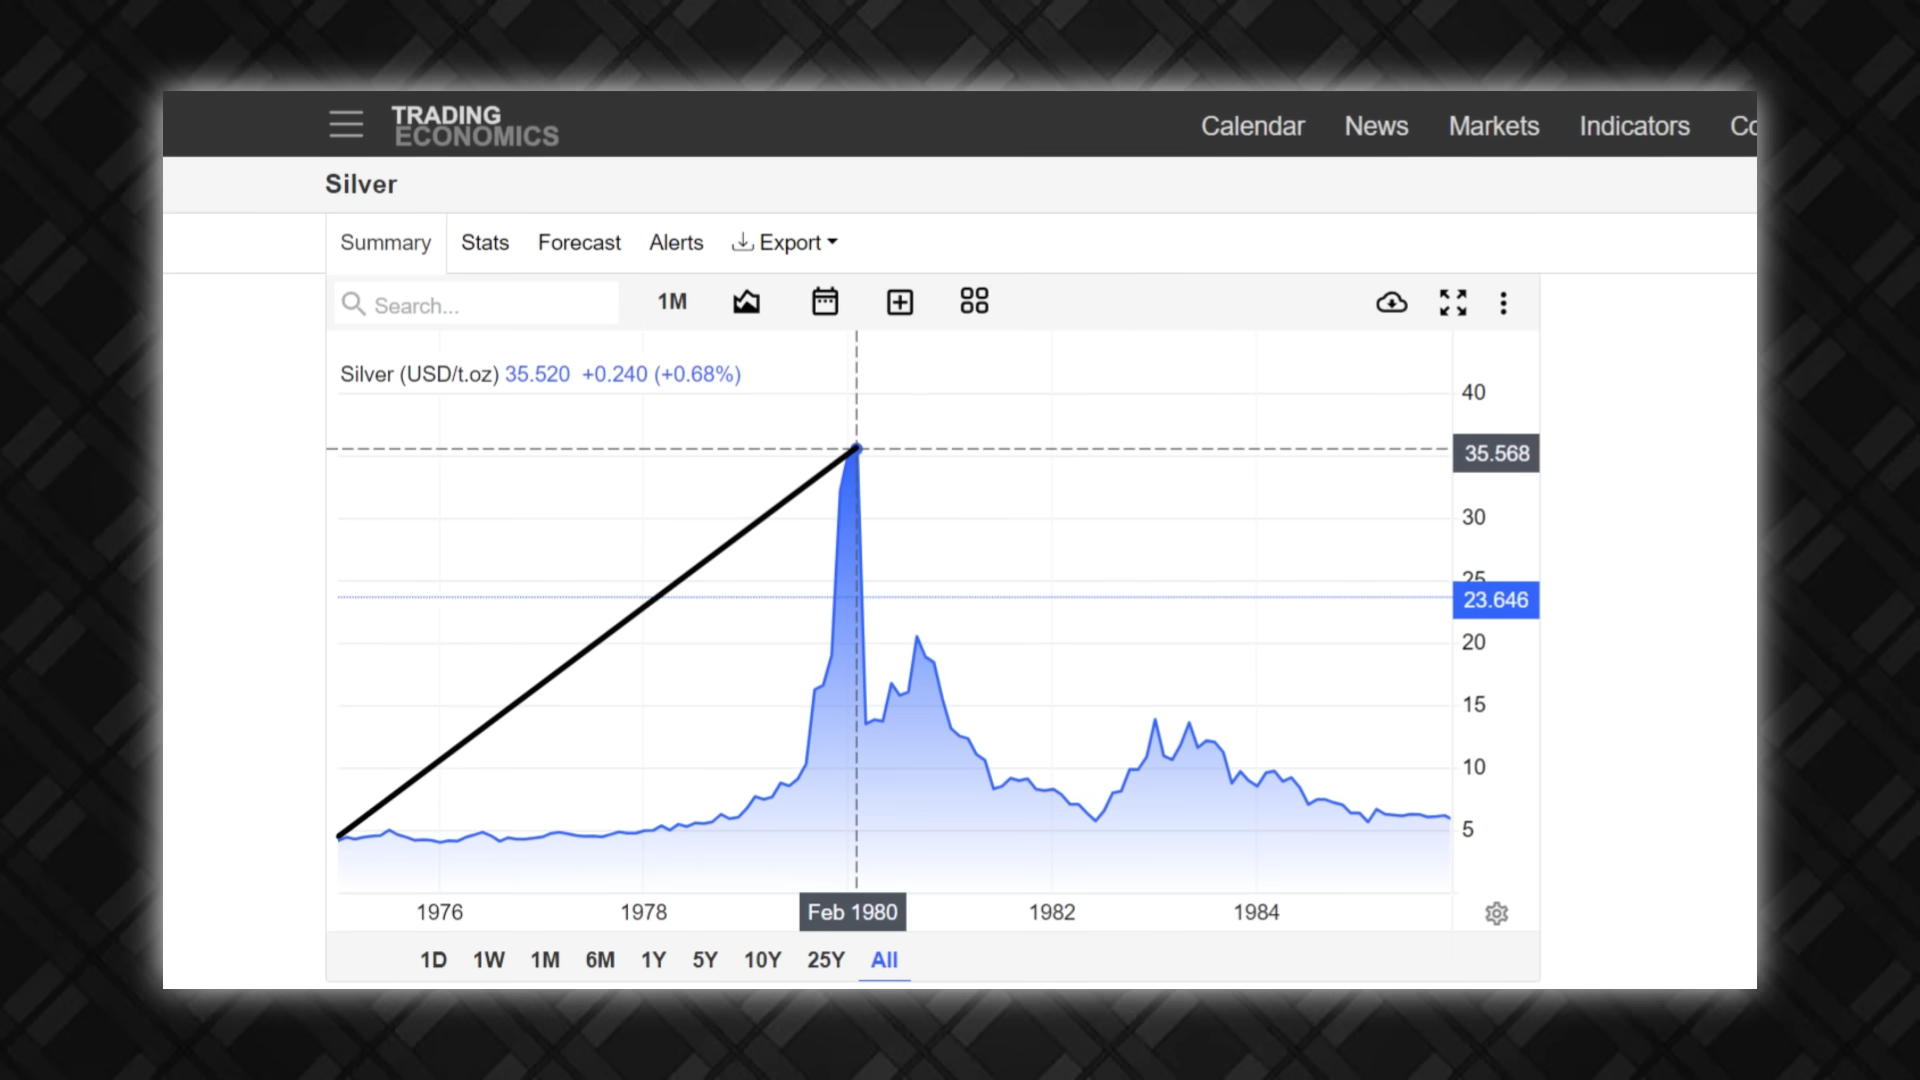 TRADING
ECONOMICS
Calendar News Markets Indicators Co
Silver
Summary Stats Forecast Alerts Export
Search... 1M
Silver (USD/t.oz) 35.520 +0.240 (+0.68%)
40
35.568
30
25
23.646
20
15
10
5
1976 1978 Feb 1980 1982 1984
1D 1W 1M 6M 1Y 5Y 10Y 25Y All